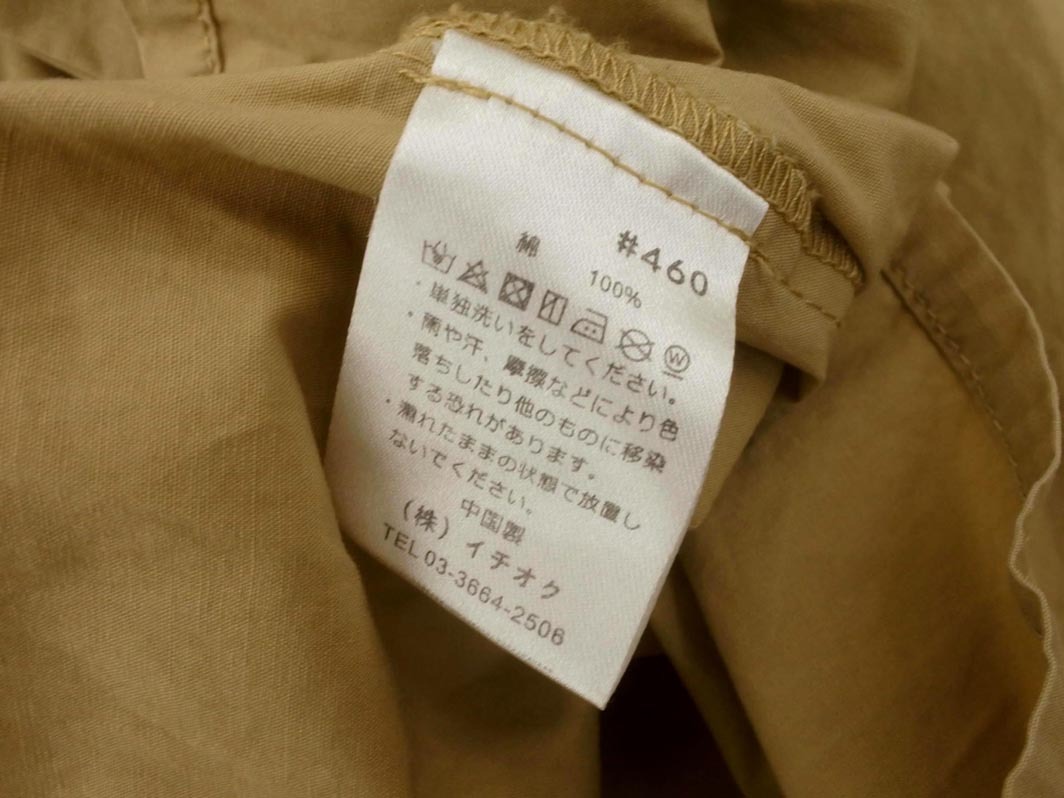 #460
綿 100%
・単独洗いをしてください。
・雨や汗、摩擦などにより色
落ちしたり他のものに移染
する恐れがあります。
・濡れたままの状態で放置し
ないでください。
中国製
(株)イチオク
TEL 03-3664-2506